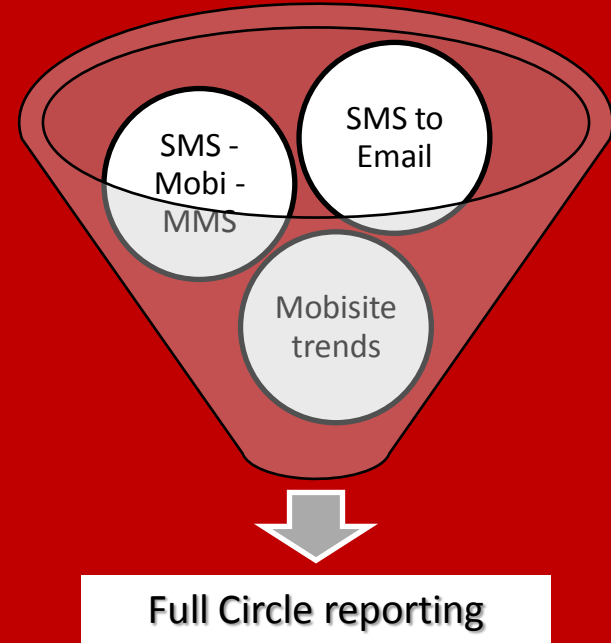 SMS -
Mobi -
MMS
SMS to
Email
Mobisite
trends
Full Circle reporting